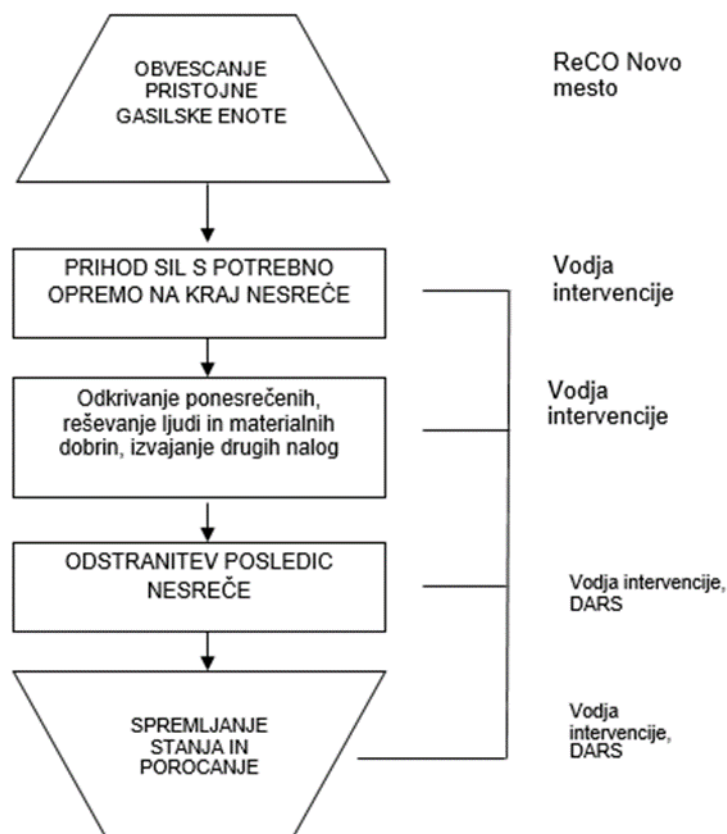 OBVESCANJE
PRISTOJNE
GASILSKE ENOTE
ReCO Novo
mesto
PRIHOD SIL S POTREBNO
OPREMO NA KRAJ NESREČE
Vodja
intervencije
Odkrivanje ponesrečenih,
reševanje ljudi in materialnih
dobrin, izvajanje drugih nalog
Vodja
intervencije
ODSTRANITEV POSLEDIC
NESREČE
Vodja intervencije,
DARS
SPREMLJANJE
STANJA IN
POROCANJE
Vodja
intervencije,
DARS